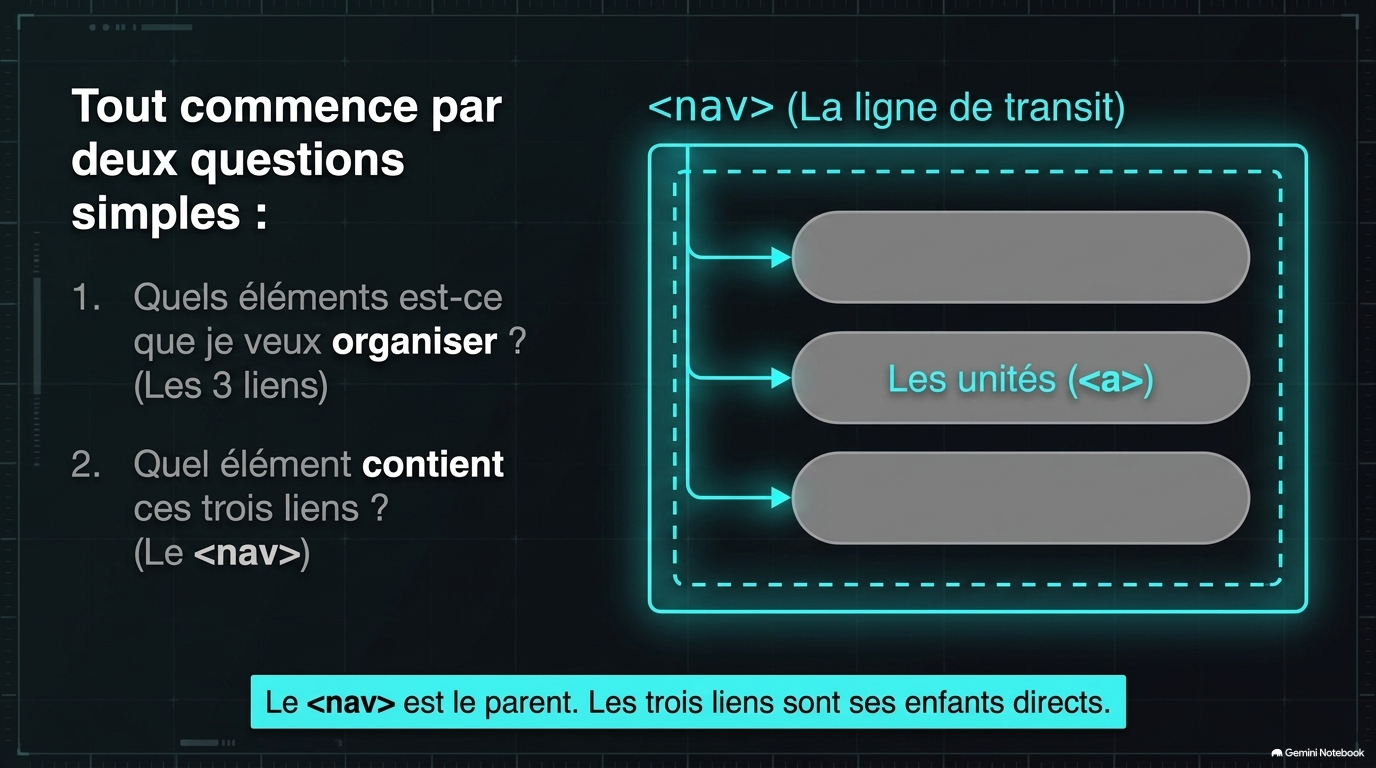 Tout commence par
deux questions
simples :
1. Quels éléments est-ce
que je veux organiser ?
(Les 3 liens)
2. Quel élément contient
ces trois liens ?
(Le <nav>)
<nav> (La ligne de transit)
Les unités (<a>)
Le <nav> est le parent. Les trois liens sont ses enfants directs.
Gemini Notebook